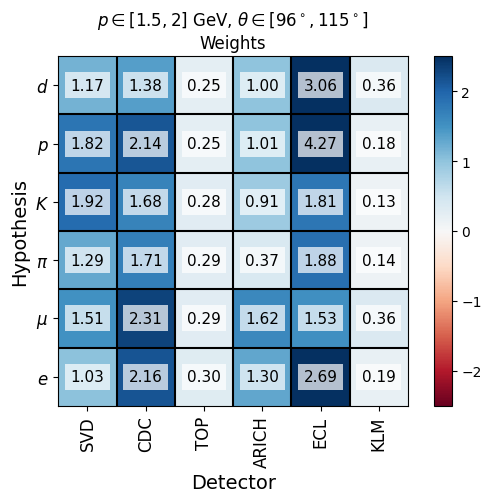 p ∈ [1.5, 2] GeV, θ ∈ [96°, 115°]
Weights
d 1.17 1.38 0.25 1.00 3.06 0.36
p 1.82 2.14 0.25 1.01 4.27 0.18
K 1.92 1.68 0.28 0.91 1.81 0.13
π 1.29 1.71 0.29 0.37 1.88 0.14
μ 1.51 2.31 0.29 1.62 1.53 0.36
e 1.03 2.16 0.30 1.30 2.69 0.19
SVD CDC TOP ARICH ECL KLM
Detector
Hypothesis
2
1
0
−1
−2